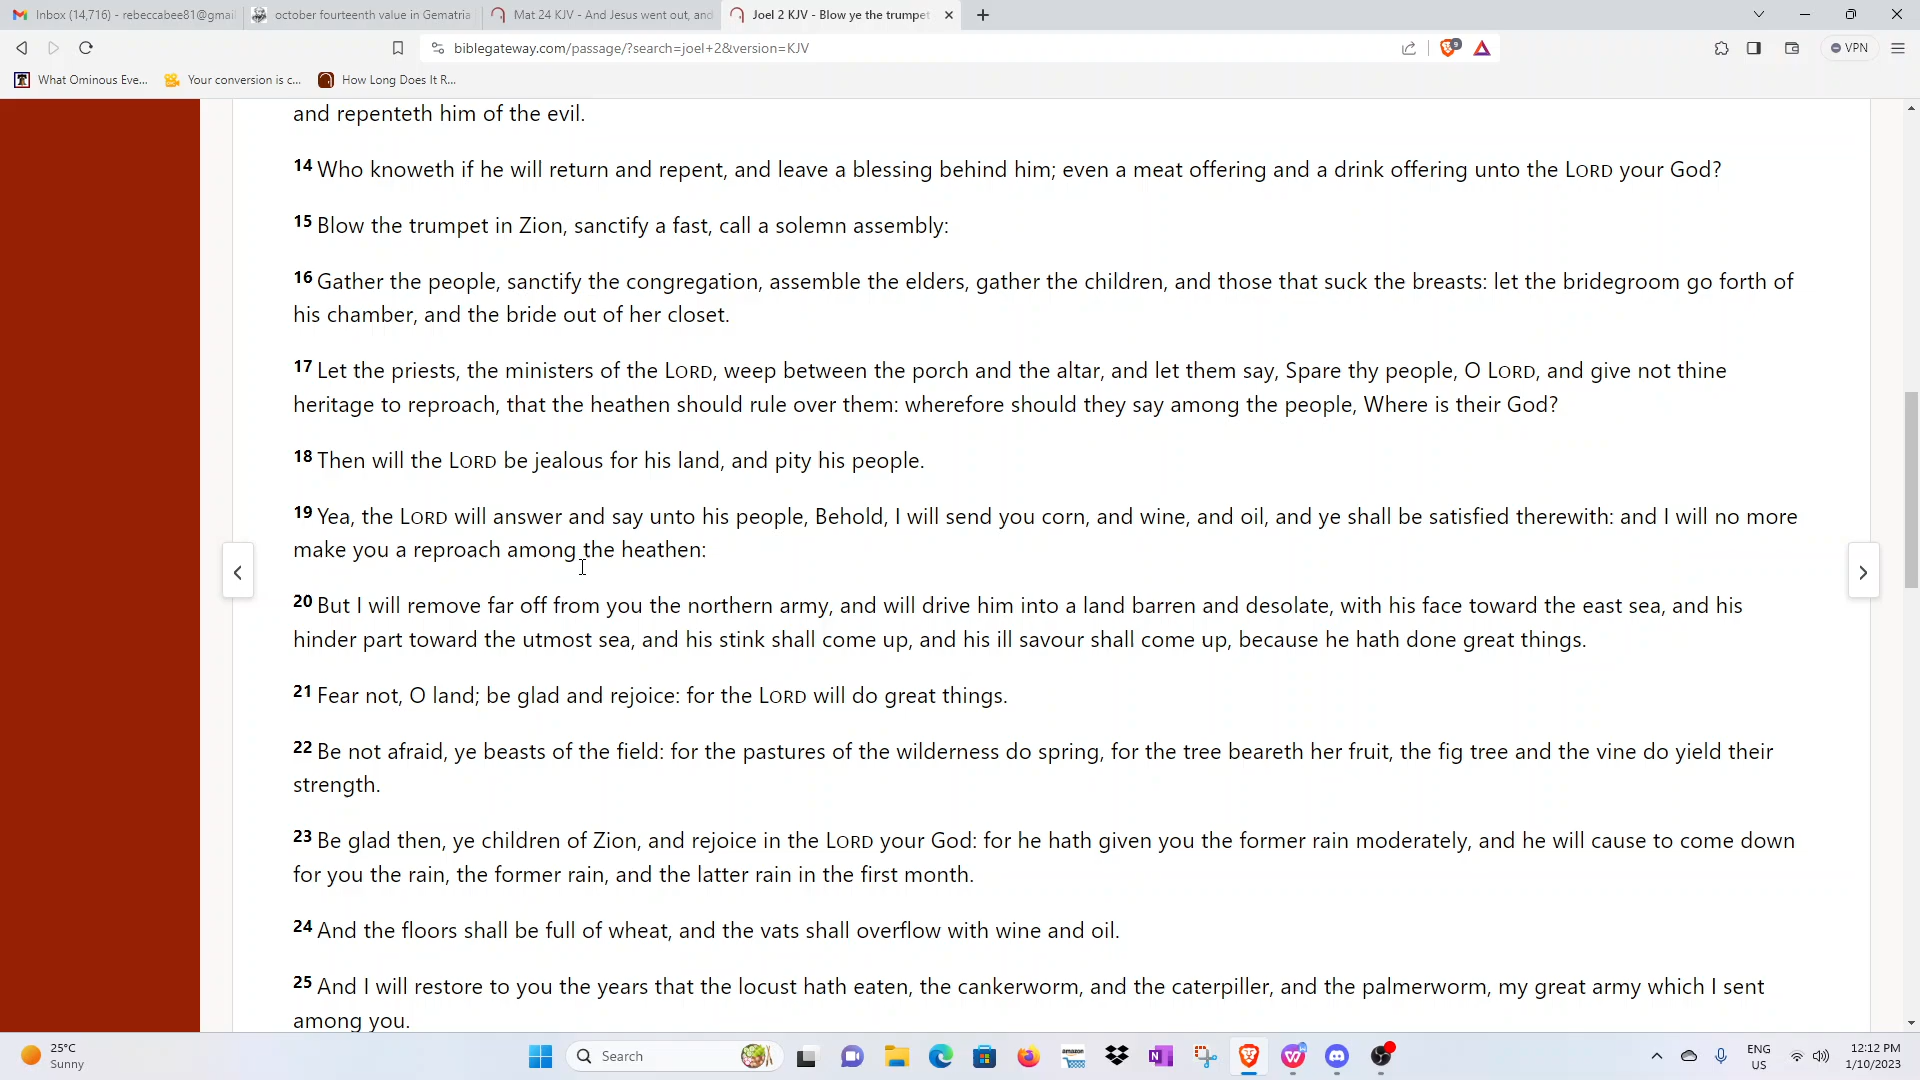 Inbox (14,716) - rebeccabee81@gmai
october fourteenth value in Gematria
Mat 24 KJV - And Jesus went out, and
Joel 2 KJV - Blow ye the trumpet
biblegateway.com/passage/?search=joel+2&version=KJV
9
VPN
What Ominous Eve...
Your conversion is c...
How Long Does It R...
and repenteth him of the evil.
14 Who knoweth if he will return and repent, and leave a blessing behind him; even a meat offering and a drink offering unto the LORD your God?
15 Blow the trumpet in Zion, sanctify a fast, call a solemn assembly:
16 Gather the people, sanctify the congregation, assemble the elders, gather the children, and those that suck the breasts: let the bridegroom go forth of
his chamber, and the bride out of her closet.
17 Let the priests, the ministers of the LORD, weep between the porch and the altar, and let them say, Spare thy people, O LORD, and give not thine
heritage to reproach, that the heathen should rule over them: wherefore should they say among the people, Where is their God?
18 Then will the LORD be jealous for his land, and pity his people.
19 Yea, the LORD will answer and say unto his people, Behold, I will send you corn, and wine, and oil, and ye shall be satisfied therewith: and I will no more
make you a reproach among the heathen:
20 But I will remove far off from you the northern army, and will drive him into a land barren and desolate, with his face toward the east sea, and his
hinder part toward the utmost sea, and his stink shall come up, and his ill savour shall come up, because he hath done great things.
21 Fear not, O land; be glad and rejoice: for the LORD will do great things.
22 Be not afraid, ye beasts of the field: for the pastures of the wilderness do spring, for the tree beareth her fruit, the fig tree and the vine do yield their
strength.
23 Be glad then, ye children of Zion, and rejoice in the LORD your God: for he hath given you the former rain moderately, and he will cause to come down
for you the rain, the former rain, and the latter rain in the first month.
24 And the floors shall be full of wheat, and the vats shall overflow with wine and oil.
25 And I will restore to you the years that the locust hath eaten, the cankerworm, and the caterpiller, and the palmerworm, my great army which I sent
among you.
25°C
Sunny
Search
amazon
ENG
US
12:12 PM
1/10/2023